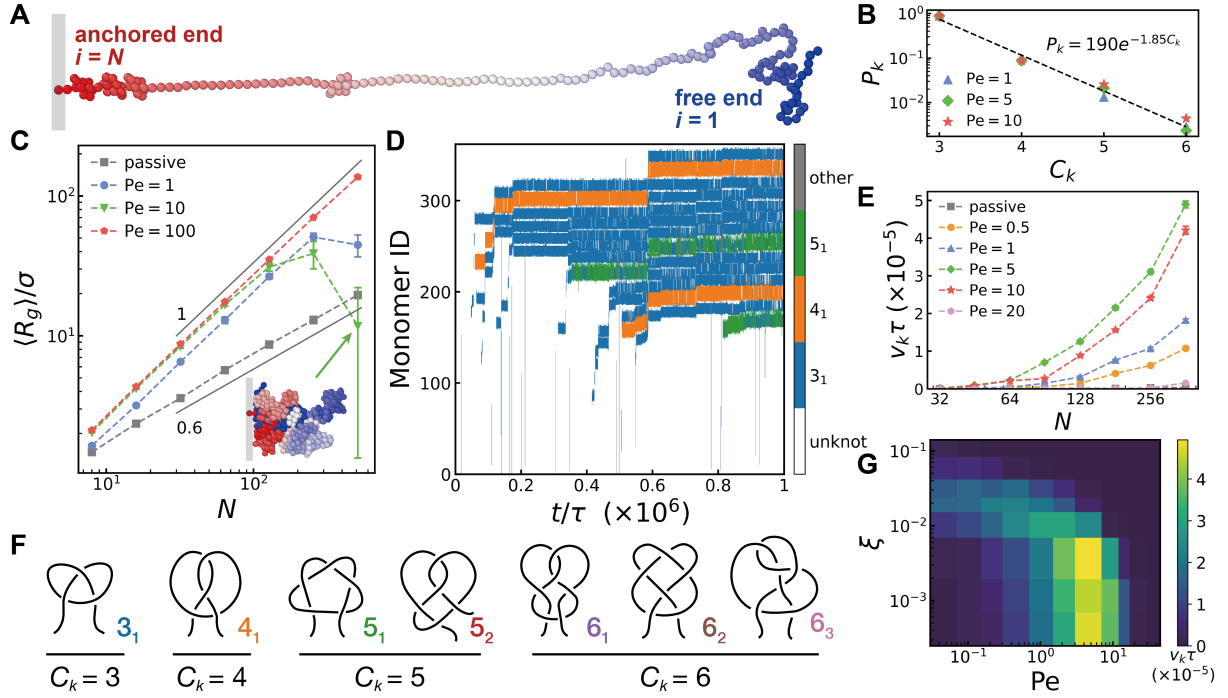 A
anchored end
i = N
free end
i = 1
B
P_k = 190e^{-1.85C_k}
Pe = 1
Pe = 5
Pe = 10
10^0
10^{-1}
10^{-2}
P_k
3 4 5 6
C_k
C
passive
Pe = 1
Pe = 10
Pe = 100
10^2
10^1
⟨R_g⟩/σ
1
0.6
10^1 10^2
N
D
300
200
100
0
Monomer ID
0 0.2 0.4 0.6 0.8 1
t/τ (×10^6)
other
5_1
4_1
3_1
unknot
E
passive
Pe = 0.5
Pe = 1
Pe = 5
Pe = 10
Pe = 20
5
4
3
2
1
0
v_kτ (×10^{-5})
32 64 128 256
N
F
3_1
4_1
5_1
5_2
6_1
6_2
6_3
C_k = 3
C_k = 4
C_k = 5
C_k = 6
G
10^{-1}
10^{-2}
10^{-3}
ξ
10^{-1} 10^0 10^1
Pe
4
3
2
1
0
v_kτ
(×10^{-5})